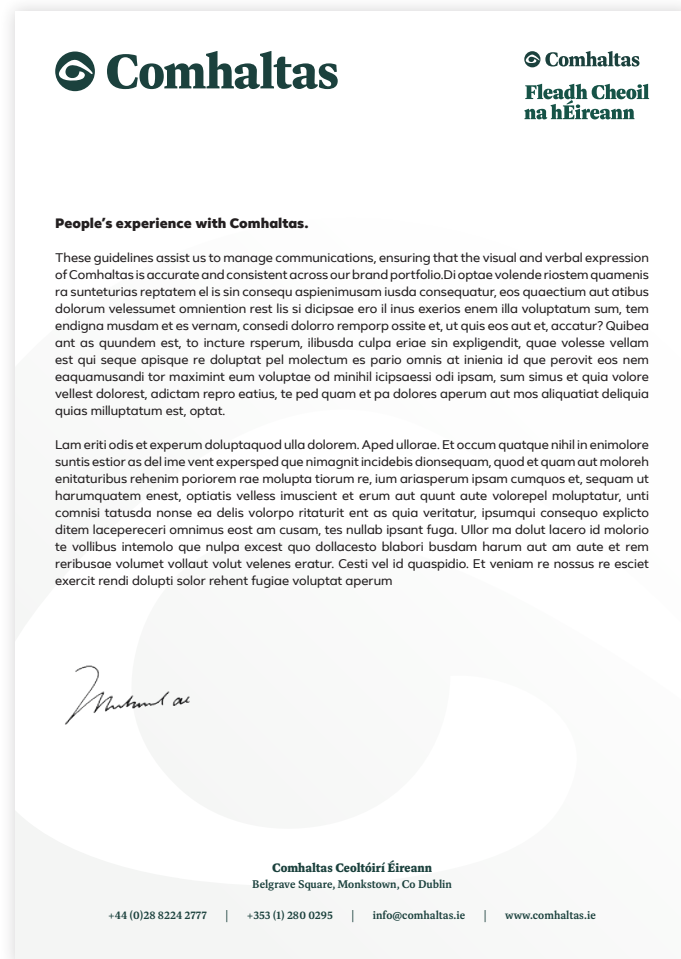 Comhaltas
Comhaltas
Fleadh Cheoil
na hÉireann
People’s experience with Comhaltas.
These guidelines assist us to manage communications, ensuring that the visual and verbal expression
of Comhaltas is accurate and consistent across our brand portfolio.Di optae volende riostem quamenis
ra sunteturias reptatem el is sin consequ aspienimusam iusda consequatur, eos quaectium aut atibus
dolorum velessumet omniention rest lis si dicipsae ero il inus exerios enem illa voluptatum sum, tem
endigna musdam et es vernam, consedi dolorro remporp ossite et, ut quis eos aut et, accatur? Quibea
ant as quundem est, to incture rsperum, ilibusda culpa eriae sin expligendit, quae volesse vellam
est qui seque apisque re doluptat pel molectum es pario omnis at inienia id que perovit eos nem
eaquamusandi tor maximint eum voluptae od minihil icipsaessi odi ipsam, sum simus et quia volore
vellest dolorest, adictam repro eatius, te ped quam et pa dolores aperum aut mos aliquatiat deliquia
quias milluptatum est, optat.
Lam eriti odis et experum doluptaquod ulla dolorem. Aped ullorae. Et occum quatque nihil in enimolore
suntis estior as del ime vent expersped que nimagnit incidebis dionsequam, quod et quam aut moloreh
enitaturibus rehenim poriorem rae molupta tiorum re, ium ariasperum ipsam cumquos et, sequam ut
harumquatem enest, optiatis velless imuscient et erum aut quunt aute volorepel moluptatur, unti
comnisi tatusda nonse ea delis volorpo ritaturit ent as quia veritatur, ipsumqui consequo explicto
ditem lacepereceri omnimus eost am cusam, tes nullab ipsant fuga. Ullor ma dolut lacero id molorio
te vollibus intemolo que nulpa excest quo dollacesto blabori busdam harum aut am aute et rem
reribusae volumet vollaut volut velenes eratur. Cesti vel id quaspidio. Et veniam re nossus re esciet
exercit rendi dolupti solor rehent fugiae voluptat aperum
Comhaltas Ceoltóirí Éireann
Belgrave Square, Monkstown, Co Dublin
+44 (0)28 8224 2777 | +353 (1) 280 0295 | info@comhaltas.ie | www.comhaltas.ie